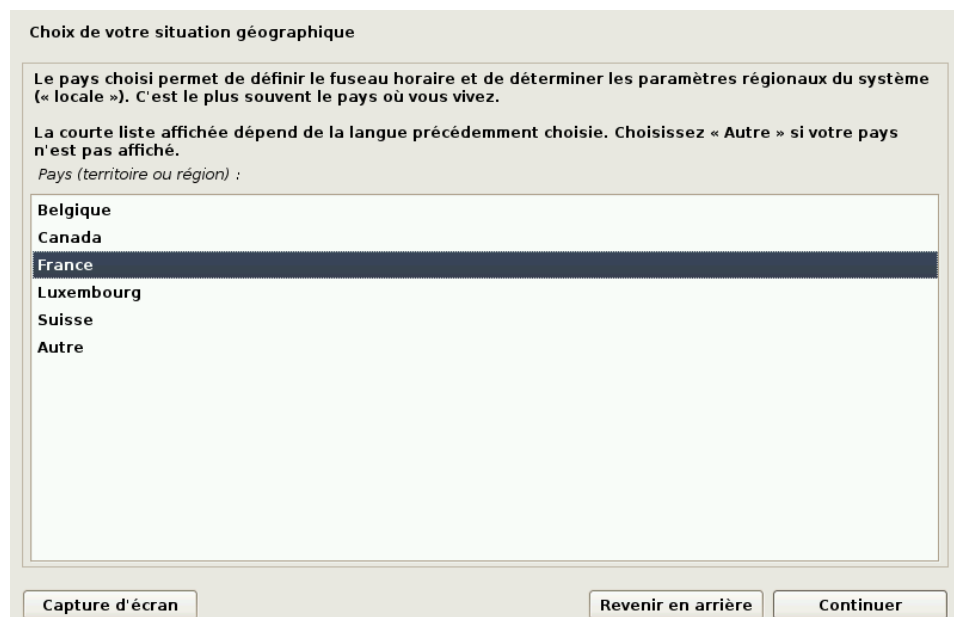 Choix de votre situation géographique
Le pays choisi permet de définir le fuseau horaire et de déterminer les paramètres régionaux du système
(« locale »). C'est le plus souvent le pays où vous vivez.
La courte liste affichée dépend de la langue précédemment choisie. Choisissez « Autre » si votre pays
n'est pas affiché.
Pays (territoire ou région) :
Belgique
Canada
France
Luxembourg
Suisse
Autre
Capture d'écran
Revenir en arrière
Continuer